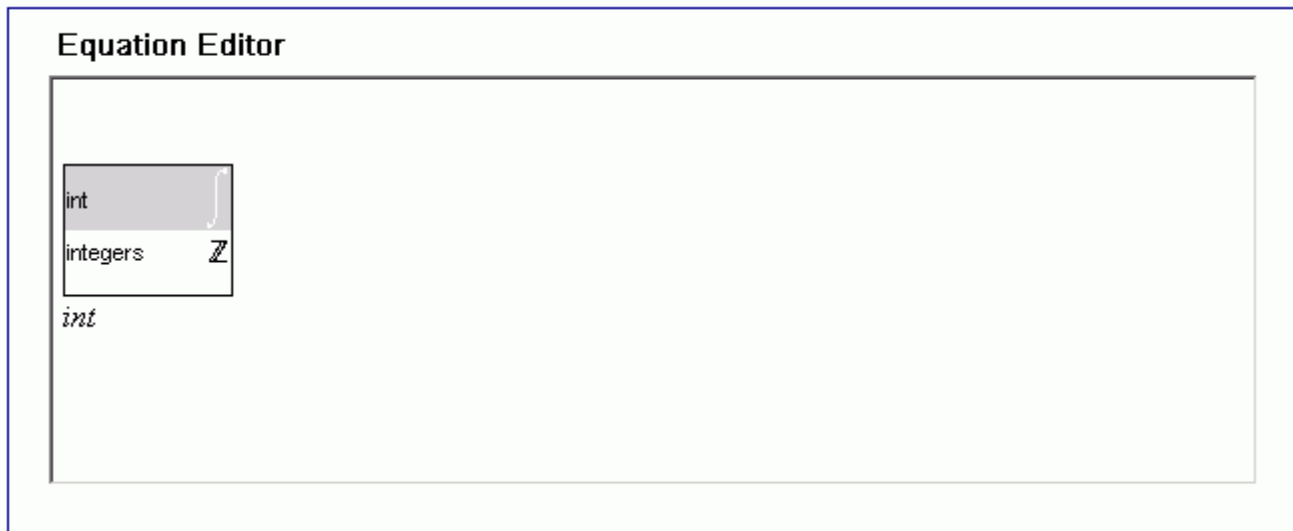 Equation Editor
int ∫
integers ℤ
int